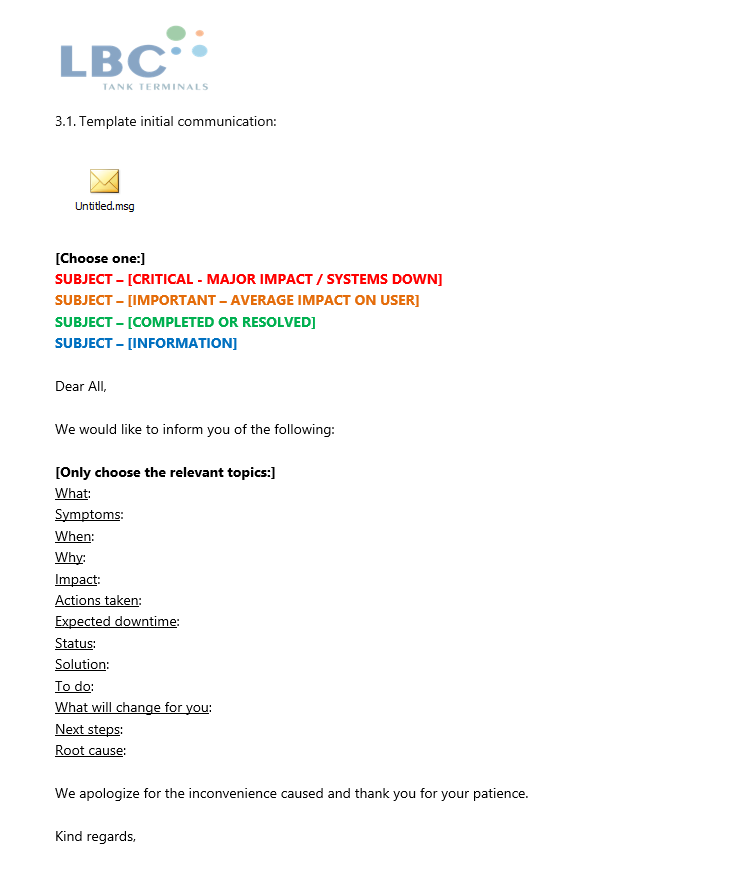 LBC
TANK TERMINALS
3.1. Template initial communication:
Untitled.msg
[Choose one:]
SUBJECT – [CRITICAL - MAJOR IMPACT / SYSTEMS DOWN]
SUBJECT – [IMPORTANT – AVERAGE IMPACT ON USER]
SUBJECT – [COMPLETED OR RESOLVED]
SUBJECT – [INFORMATION]
Dear All,
We would like to inform you of the following:
[Only choose the relevant topics:]
What:
Symptoms:
When:
Why:
Impact:
Actions taken:
Expected downtime:
Status:
Solution:
To do:
What will change for you:
Next steps:
Root cause:
We apologize for the inconvenience caused and thank you for your patience.
Kind regards,